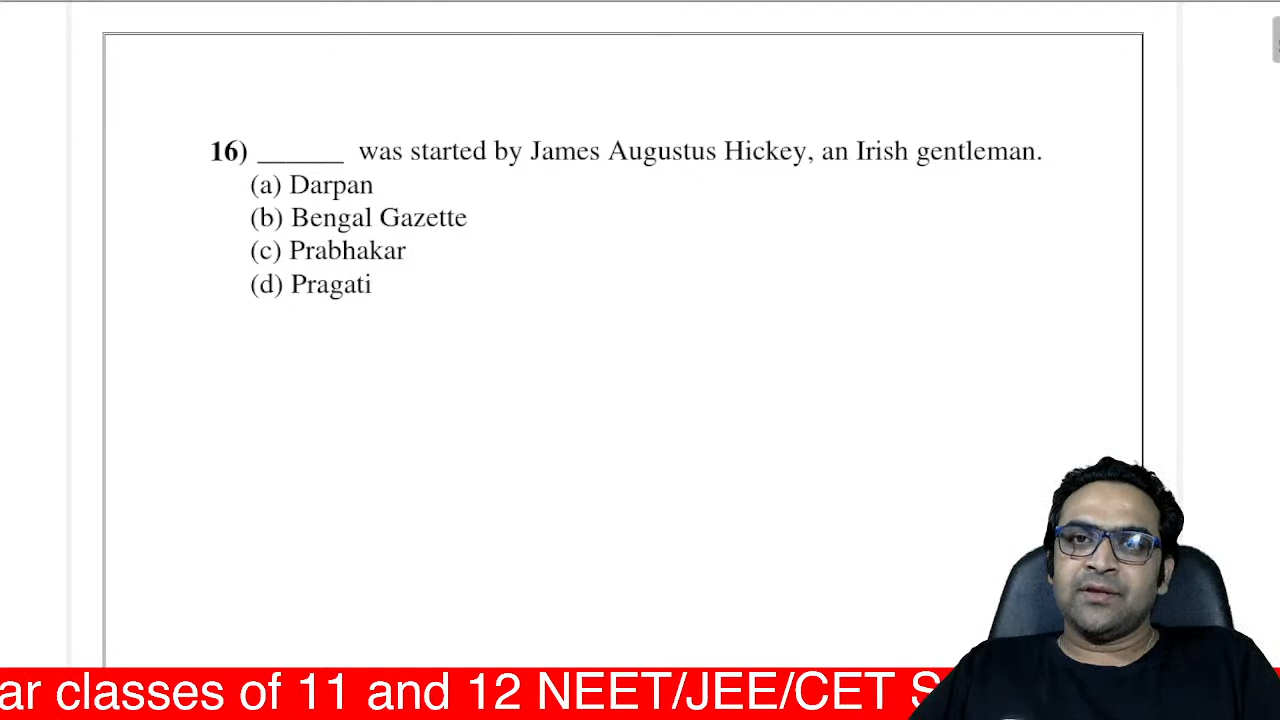 16) ______ was started by James Augustus Hickey, an Irish gentleman.
(a) Darpan
(b) Bengal Gazette
(c) Prabhakar
(d) Pragati
ar classes of 11 and 12 NEET/JEE/CET S